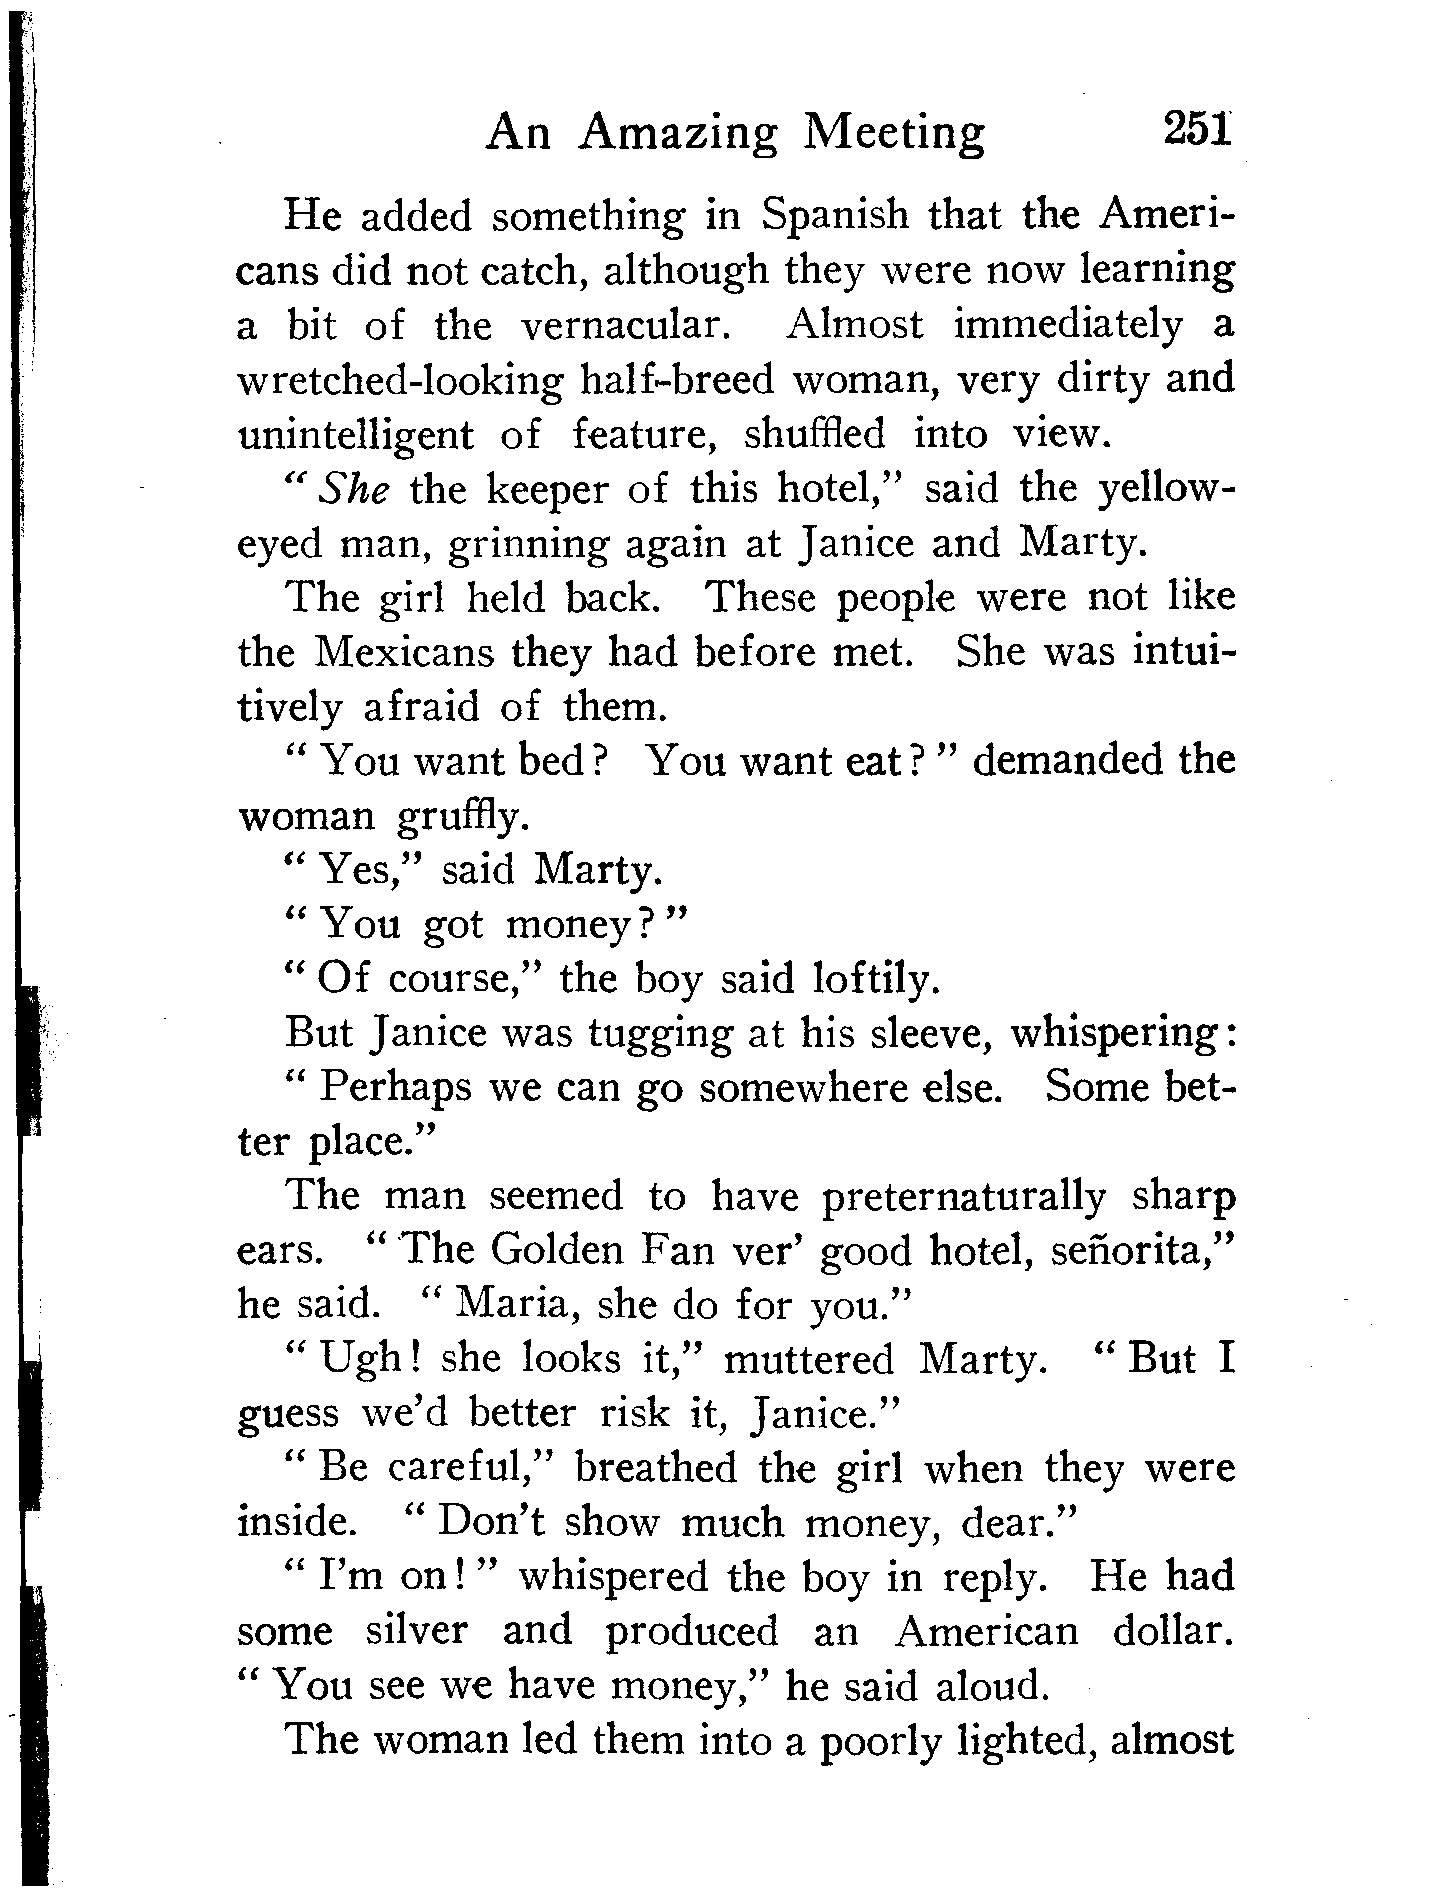 An Amazing Meeting 251
He added something in Spanish that the Ameri-
cans did not catch, although they were now learning
a bit of the vernacular. Almost immediately a
wretched-looking half-breed woman, very dirty and
unintelligent of feature, shuffled into view.
“ She the keeper of this hotel,” said the yellow-
eyed man, grinning again at Janice and Marty.
The girl held back. These people were not like
the Mexicans they had before met. She was intui-
tively afraid of them.
“ You want bed? You want eat? ” demanded the
woman gruffly.
“ Yes,” said Marty.
“ You got money? ”
“ Of course,” the boy said loftily.
But Janice was tugging at his sleeve, whispering:
“ Perhaps we can go somewhere else. Some bet-
ter place.”
The man seemed to have preternaturally sharp
ears. “ The Golden Fan ver’ good hotel, señorita,”
he said. “ Maria, she do for you.”
“ Ugh! she looks it,” muttered Marty. “ But I
guess we’d better risk it, Janice.”
“ Be careful,” breathed the girl when they were
inside. “ Don’t show much money, dear.”
“ I’m on! ” whispered the boy in reply. He had
some silver and produced an American dollar.
“ You see we have money,” he said aloud.
The woman led them into a poorly lighted, almost